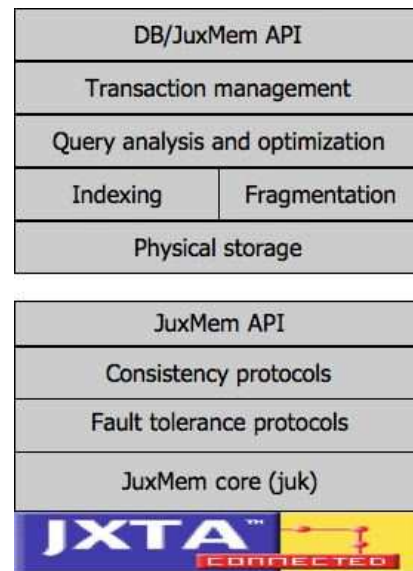 DB/JuxMem API
Transaction management
Query analysis and optimization
Indexing Fragmentation
Physical storage
JuxMem API
Consistency protocols
Fault tolerance protocols
JuxMem core (juk)
JXTA™
CONNECTED